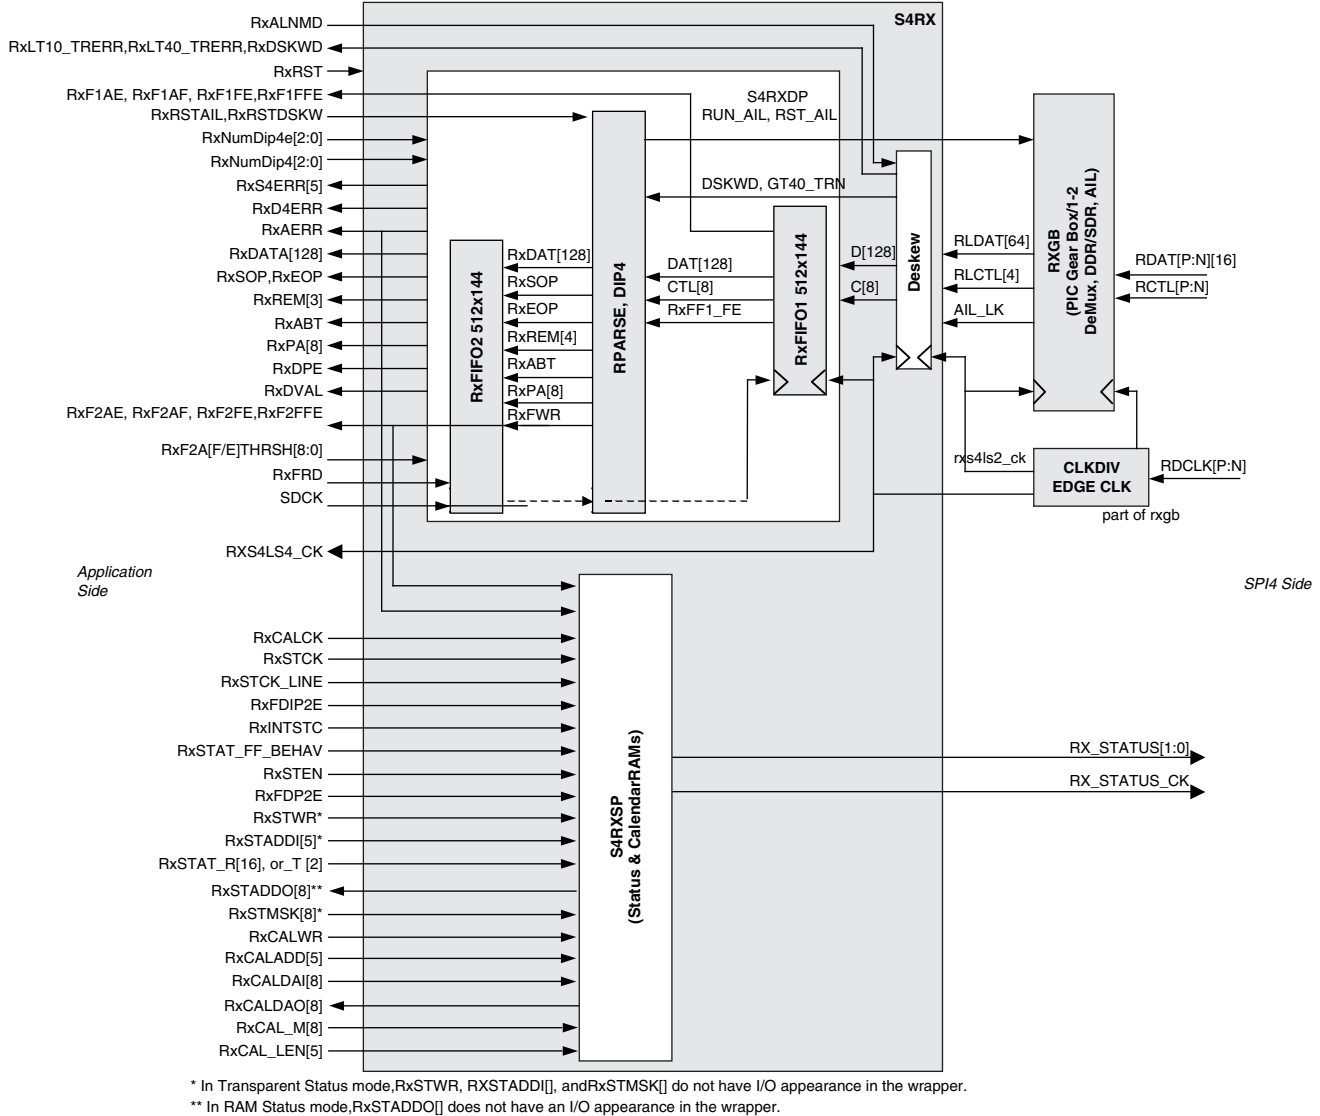 RxALNMD
S4RX
RxLT10_TRERR,RxLT40_TRERR,RxDSKWD
RxRST
RxF1AE, RxF1AF, RxF1FE,RxF1FFE
RxRSTAIL,RxRSTDSKW
RxNumDip4e[2:0]
RxNumDip4[2:0]
RxS4ERR[5]
RxD4ERR
RxAERR
RxDATA[128]
RxSOP,RxEOP
RxREM[3]
RxABT
RxPA[8]
RxDPE
RxDVAL
RxF2AE, RxF2AF, RxF2FE,RxF2FFE
RxF2A[F/E]THRSH[8:0]
RxFRD
SDCK
RXS4LS4_CK
Application
Side
S4RXDP
RUN_AIL, RST_AIL
DSKWD, GT40_TRN
RxFIFO2 512x144
RxDAT[128]
RxSOP
RxEOP
RxREM[4]
RxABT
RxPA[8]
RxFWR
RPARSE, DIP4
DAT[128]
CTL[8]
RxFF1_FE
RxFIFO1 512x144
D[128]
C[8]
Deskew
RLDAT[64]
RLCTL[4]
AIL_LK
RXGB
(PIC Gear Box/1-2
DeMux, DDR/SDR, AIL)
RDAT[P:N][16]
RCTL[P:N]
rxs4ls2_ck
CLKDIV
EDGE CLK
RDCLK[P:N]
part of rxgb
SPI4 Side
RxCALCK
RxSTCK
RxSTCK_LINE
RxFDIP2E
RxINTSTC
RxSTAT_FF_BEHAV
RxSTEN
RxFDP2E
RxSTWR*
RxSTADDI[5]*
RxSTAT_R[16], or_T [2]
RxSTADDO[8]**
RxSTMSK[8]*
RxCALWR
RxCALADD[5]
RxCALDAI[8]
RxCALDAO[8]
RxCAL_M[8]
RxCAL_LEN[5]
S4RXSP
(Status & CalendarRAMs)
RX_STATUS[1:0]
RX_STATUS_CK
* In Transparent Status mode,RxSTWR, RXSTADDI[], andRxSTMSK[] do not have I/O appearance in the wrapper.
** In RAM Status mode,RxSTADDO[] does not have an I/O appearance in the wrapper.